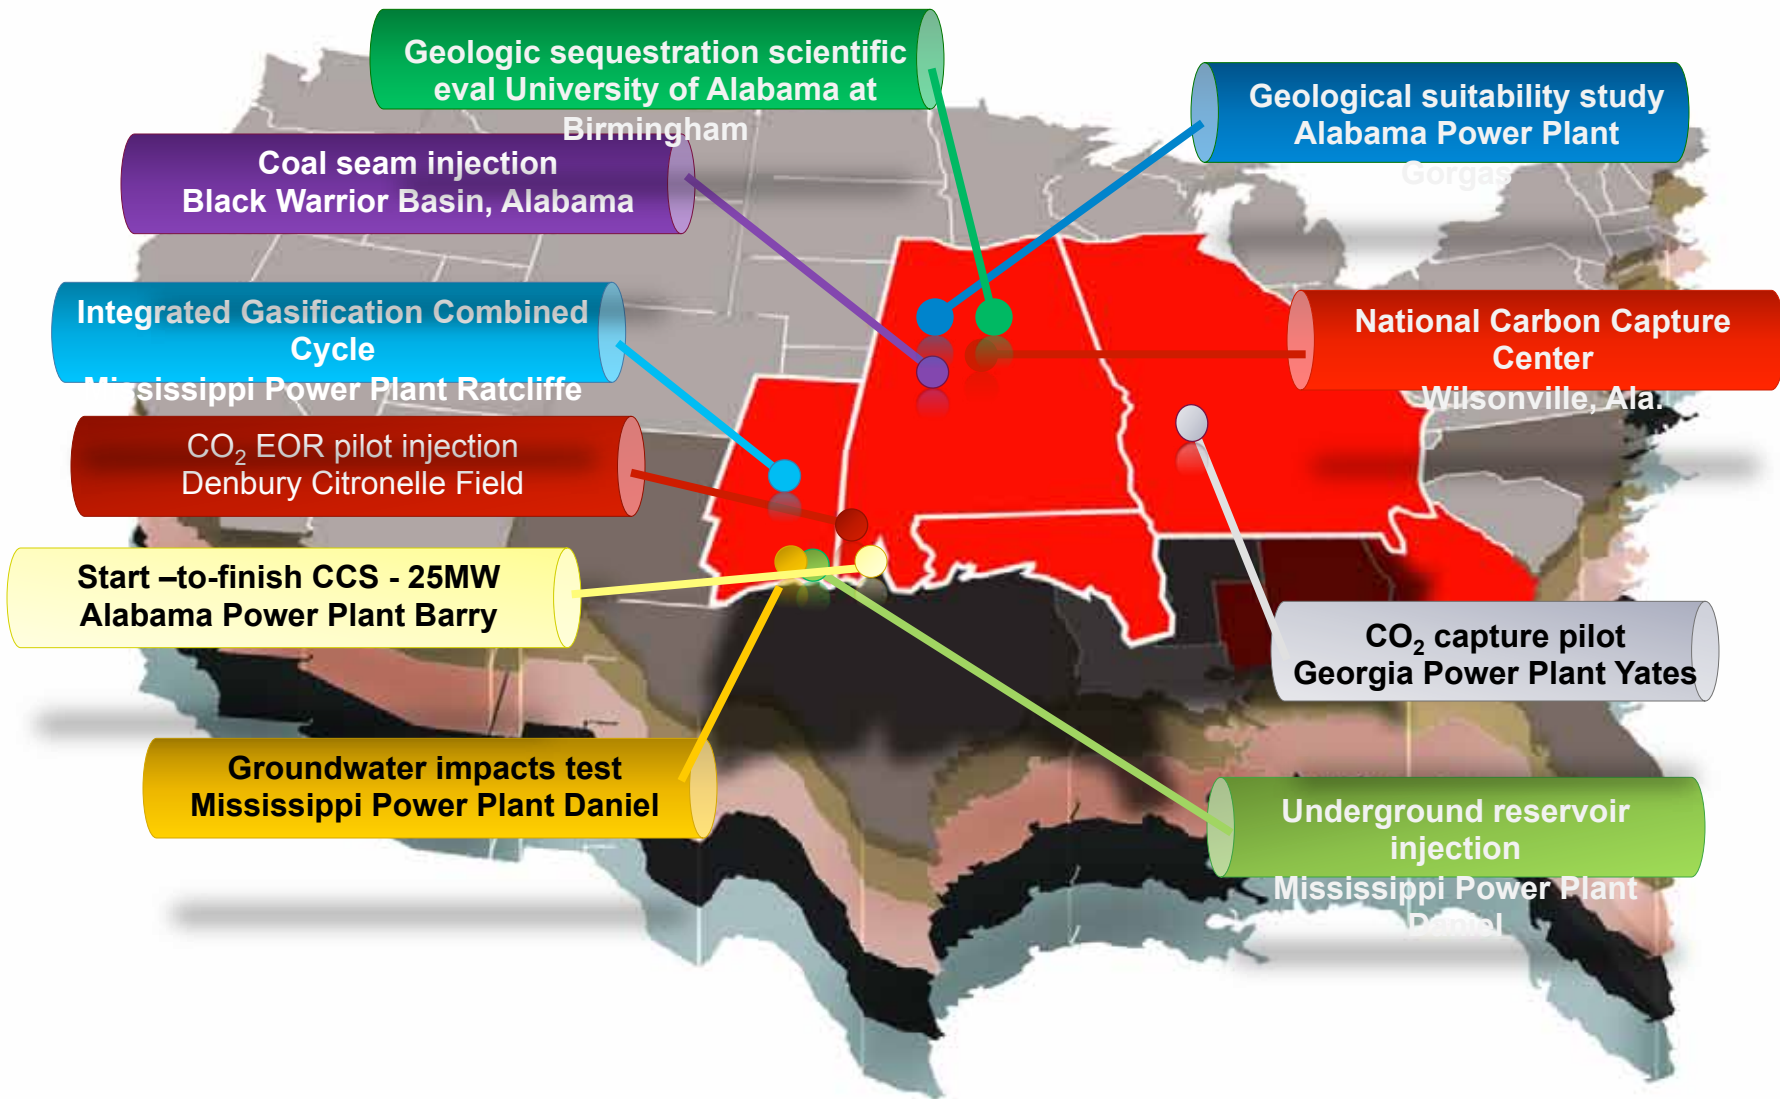 Geologic sequestration scientific
eval University of Alabama at
Birmingham
Geological suitability study
Alabama Power Plant
Gorgas
Coal seam injection
Black Warrior Basin, Alabama
Integrated Gasification Combined
Cycle
Mississippi Power Plant Ratcliffe
National Carbon Capture
Center
Wilsonville, Ala.
CO₂ EOR pilot injection
Denbury Citronelle Field
Start –to-finish CCS - 25MW
Alabama Power Plant Barry
CO₂ capture pilot
Georgia Power Plant Yates
Groundwater impacts test
Mississippi Power Plant Daniel
Underground reservoir
injection
Mississippi Power Plant
Daniel